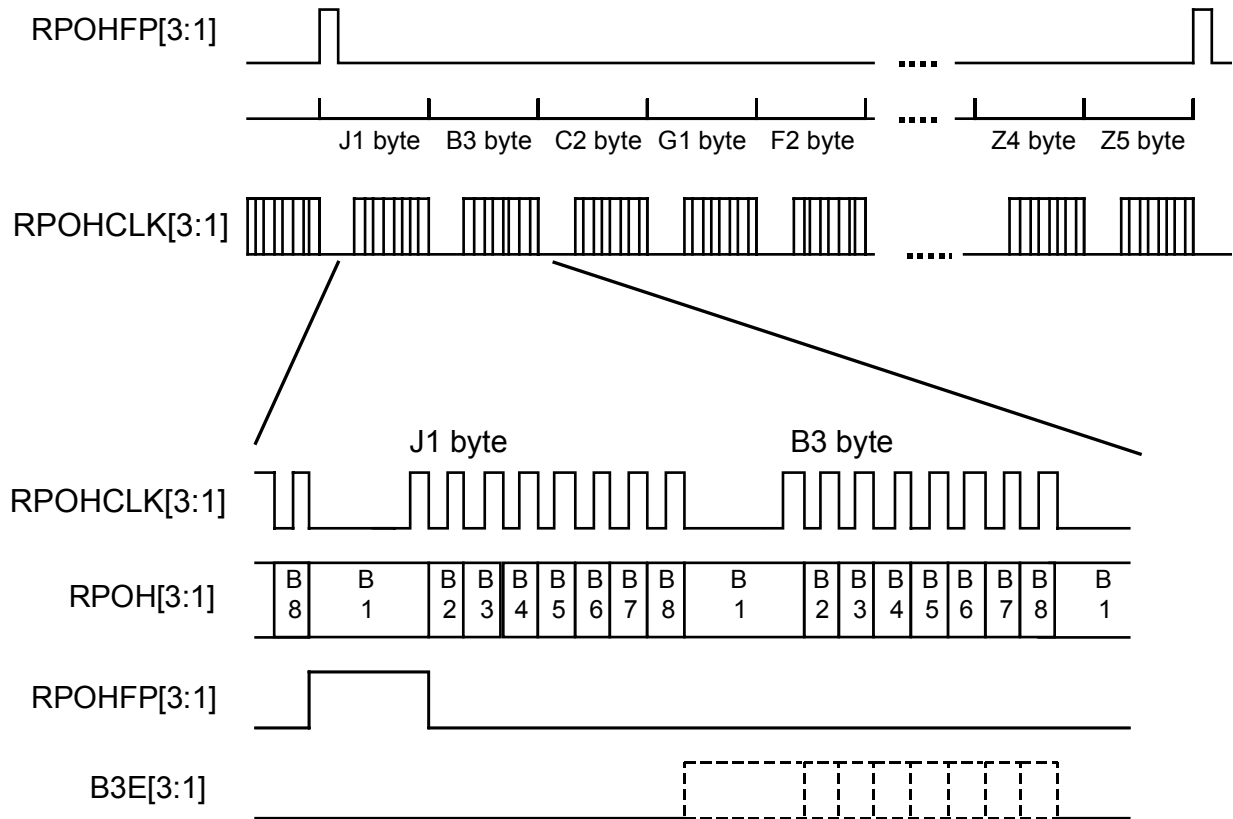 RPOHFP[3:1]
J1 byte B3 byte C2 byte G1 byte F2 byte Z4 byte Z5 byte
RPOHCLK[3:1]
J1 byte B3 byte
RPOHCLK[3:1]
RPOH[3:1]
B B B B B B B B B B B B B B B B B B
8 1 2 3 4 5 6 7 8 1 2 3 4 5 6 7 8 1
RPOHFP[3:1]
B3E[3:1]